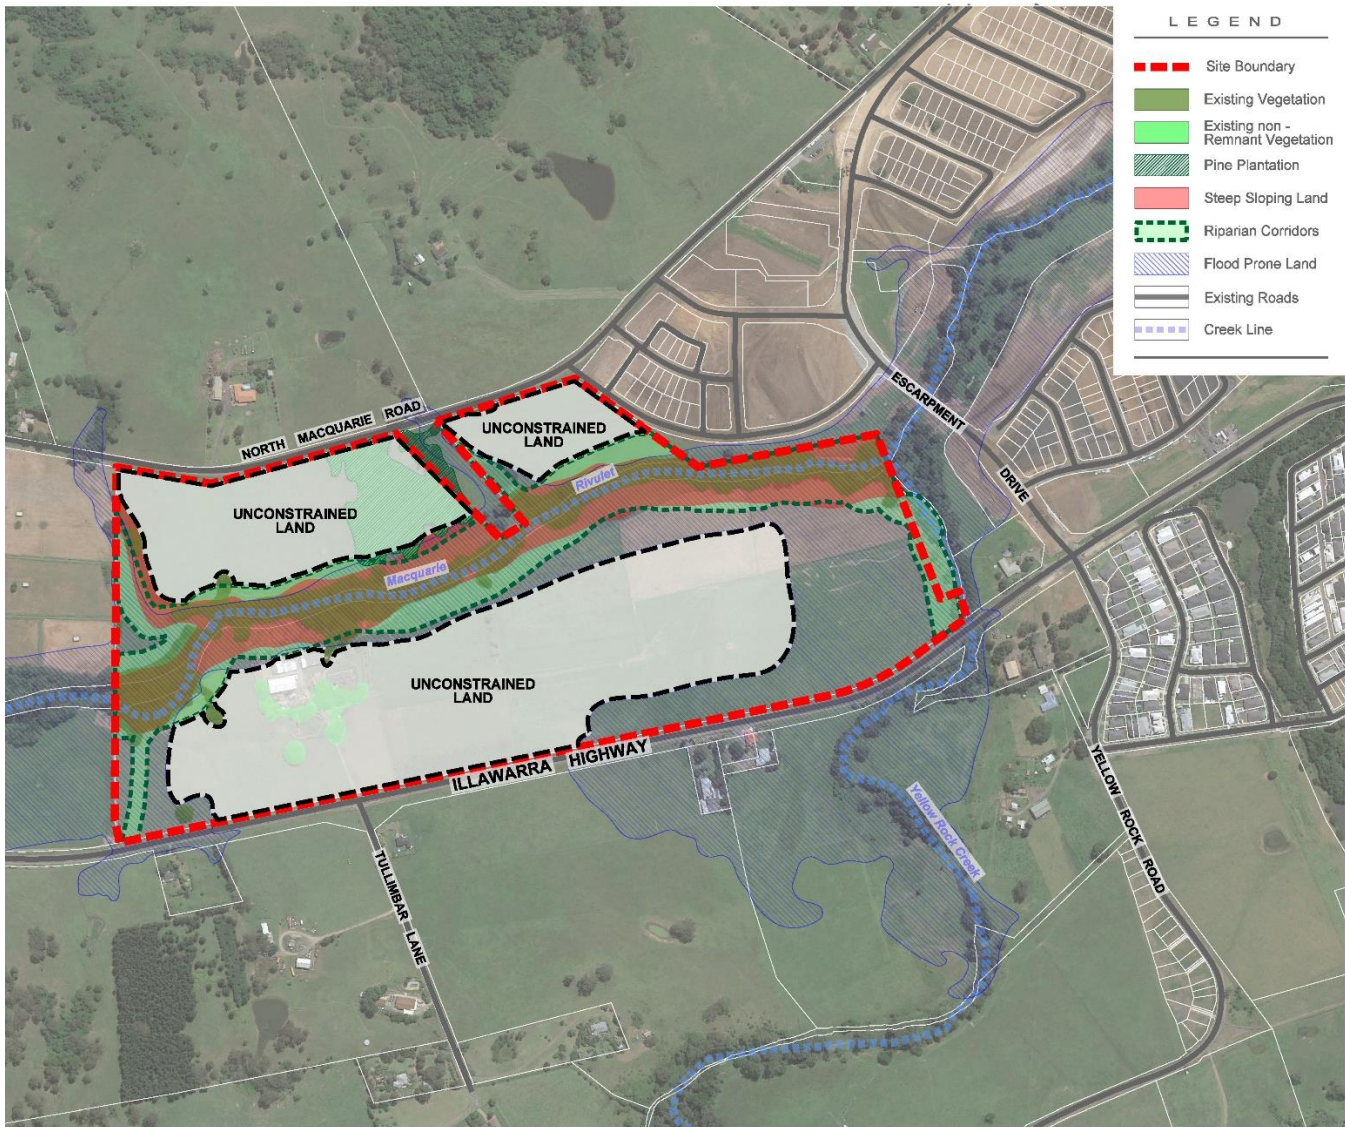 LEGEND
Site Boundary
Existing Vegetation
Existing non -
Remnant Vegetation
Pine Plantation
Steep Sloping Land
Riparian Corridors
Flood Prone Land
Existing Roads
Creek Line
NORTH MACQUARIE ROAD
UNCONSTRAINED
LAND
ESCARPMENT
DRIVE
Rivulet
UNCONSTRAINED
LAND
Macquarie
UNCONSTRAINED
LAND
ILLAWARRA HIGHWAY
TULLIMBAR LANE
Yellow Rock Creek
YELLOW ROCK ROAD